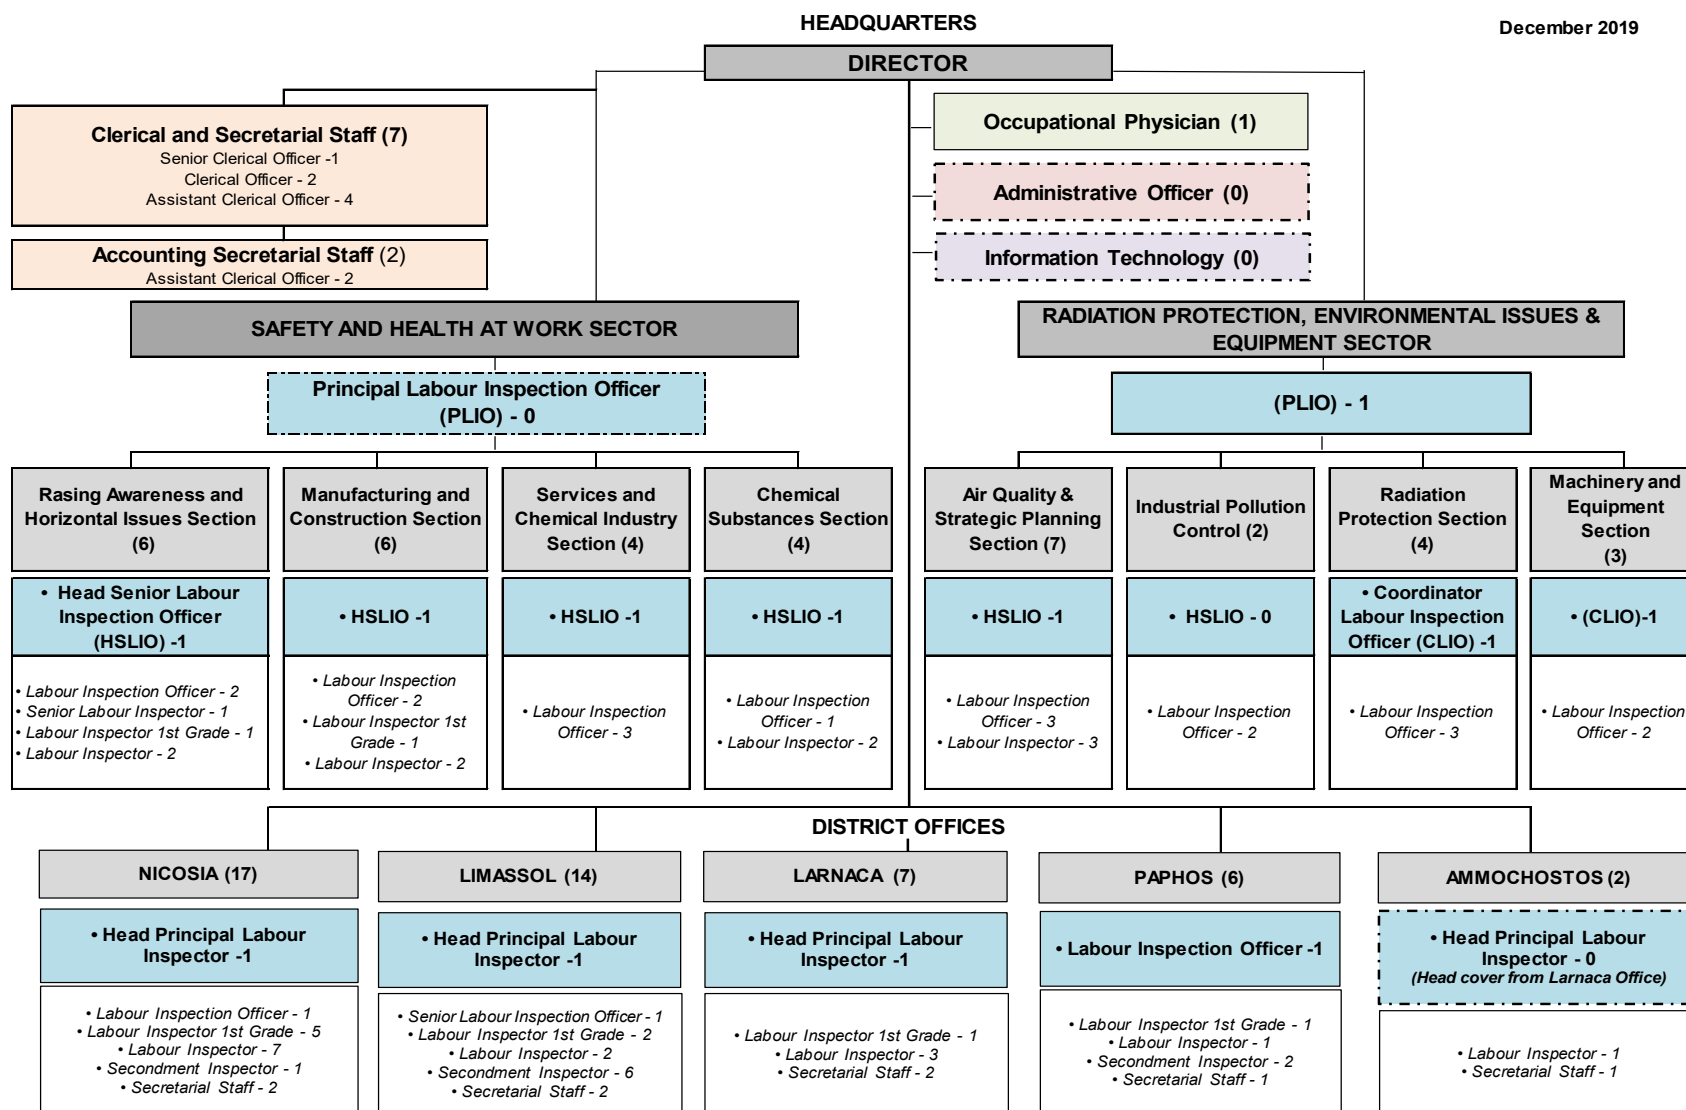 HEADQUARTERS
December 2019
DIRECTOR
Clerical and Secretarial Staff (7)
Senior Clerical Officer -1
Clerical Officer - 2
Assistant Clerical Officer - 4
Accounting Secretarial Staff (2)
Assistant Clerical Officer - 2
Occupational Physician (1)
Administrative Officer (0)
Information Technology (0)
SAFETY AND HEALTH AT WORK SECTOR
RADIATION PROTECTION, ENVIRONMENTAL ISSUES &
EQUIPMENT SECTOR
Principal Labour Inspection Officer
(PLIO) - 0
(PLIO) - 1
Rasing Awareness and
Horizontal Issues Section
(6)
Manufacturing and
Construction Section
(6)
Services and
Chemical Industry
Section (4)
Chemical
Substances Section
(4)
Air Quality &
Strategic Planning
Section (7)
Industrial Pollution
Control (2)
Radiation
Protection Section
(4)
Machinery and
Equipment
Section
(3)
• Head Senior Labour
Inspection Officer
(HSLIO) -1
• HSLIO -1
• HSLIO -1
• HSLIO -1
• HSLIO -1
• HSLIO - 0
• Coordinator
Labour Inspection
Officer (CLIO) -1
• (CLIO)-1
• Labour Inspection Officer - 2
• Senior Labour Inspector - 1
• Labour Inspector 1st Grade - 1
• Labour Inspector - 2
• Labour Inspection
Officer - 2
• Labour Inspector 1st
Grade - 1
• Labour Inspector - 2
• Labour Inspection
Officer - 3
• Labour Inspection
Officer - 1
• Labour Inspector - 2
• Labour Inspection
Officer - 3
• Labour Inspector - 3
• Labour Inspection
Officer - 2
• Labour Inspection
Officer - 3
• Labour Inspection
Officer - 2
DISTRICT OFFICES
NICOSIA (17)
LIMASSOL (14)
LARNACA (7)
PAPHOS (6)
AMMOCHOSTOS (2)
• Head Principal Labour
Inspector -1
• Head Principal Labour
Inspector -1
• Head Principal Labour
Inspector -1
• Labour Inspection Officer -1
• Head Principal Labour
Inspector - 0
(Head cover from Larnaca Office)
• Labour Inspection Officer - 1
• Labour Inspector 1st Grade - 5
• Labour Inspector - 7
• Secondment Inspector - 1
• Secretarial Staff - 2
• Senior Labour Inspection Officer - 1
• Labour Inspector 1st Grade - 2
• Labour Inspector - 2
• Secondment Inspector - 6
• Secretarial Staff - 2
• Labour Inspector 1st Grade - 1
• Labour Inspector - 3
• Secretarial Staff - 2
• Labour Inspector 1st Grade - 1
• Labour Inspector - 1
• Secondment Inspector - 2
• Secretarial Staff - 1
• Labour Inspector - 1
• Secretarial Staff - 1